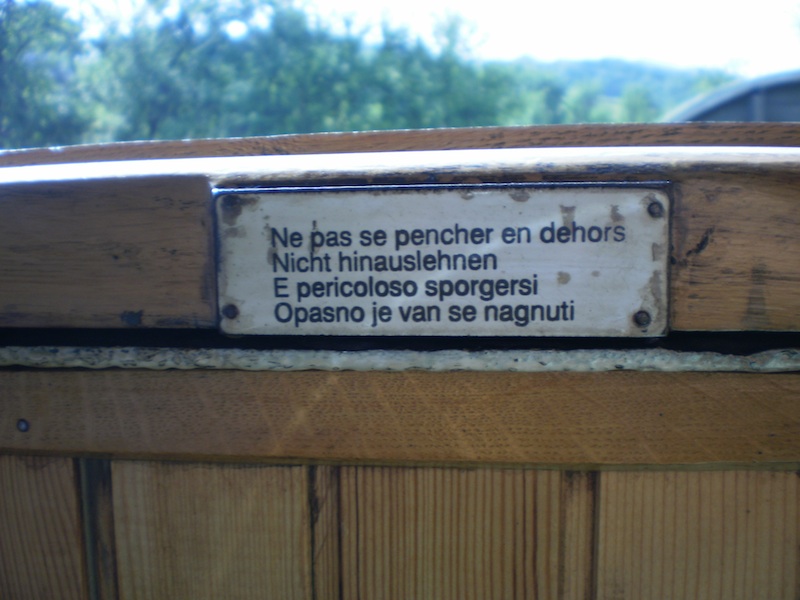 Ne pas se pencher en dehors
Nicht hinauslehnen
E pericoloso sporgersi
Opasno je van se nagnuti